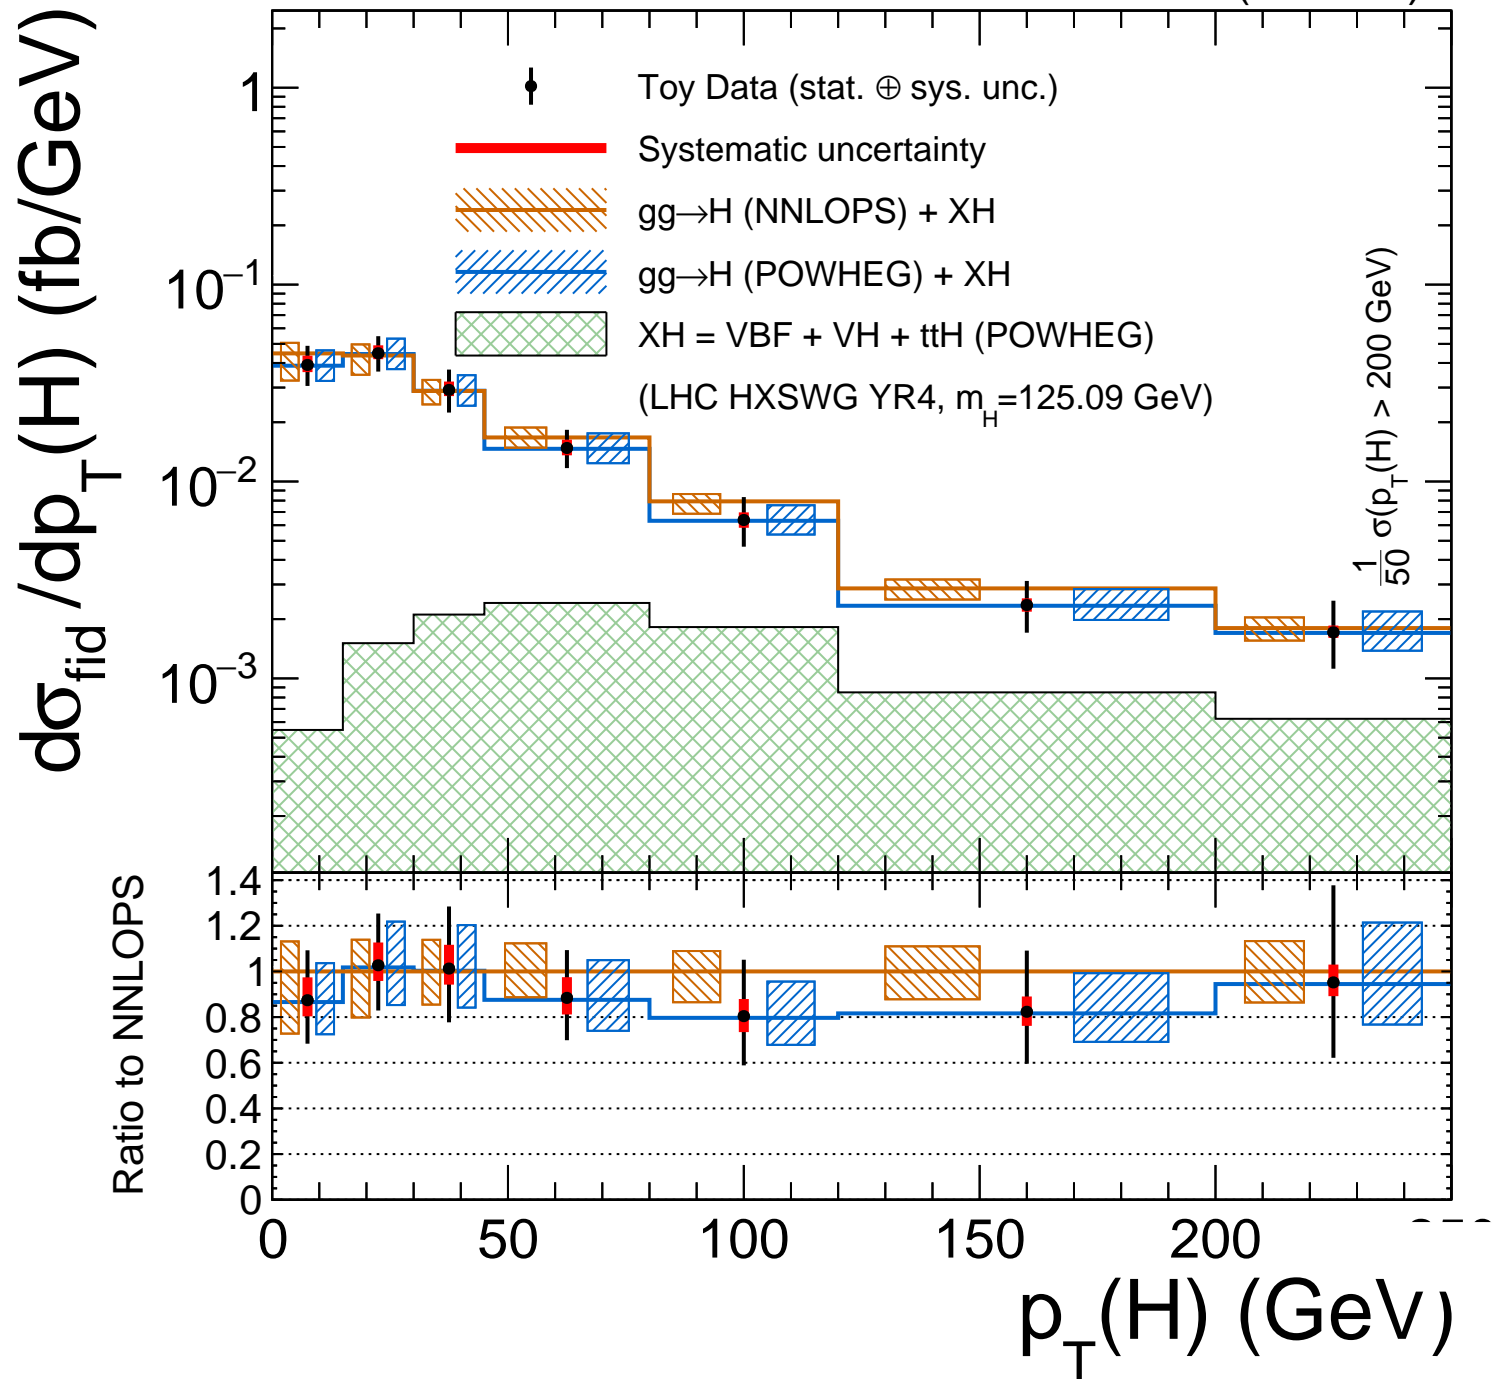 dσfid/dpT(H) (fb/GeV)
1
10−1
10−2
10−3
Toy Data (stat. ⊕ sys. unc.)
Systematic uncertainty
gg→H (NNLOPS) + XH
gg→H (POWHEG) + XH
XH = VBF + VH + ttH (POWHEG)
(LHC HXSWG YR4, mH=125.09 GeV)
1/50 σ(pT(H) > 200 GeV)
Ratio to NNLOPS
1.4
1.2
1
0.8
0.6
0.4
0.2
0
0 50 100 150 200
pT(H) (GeV)